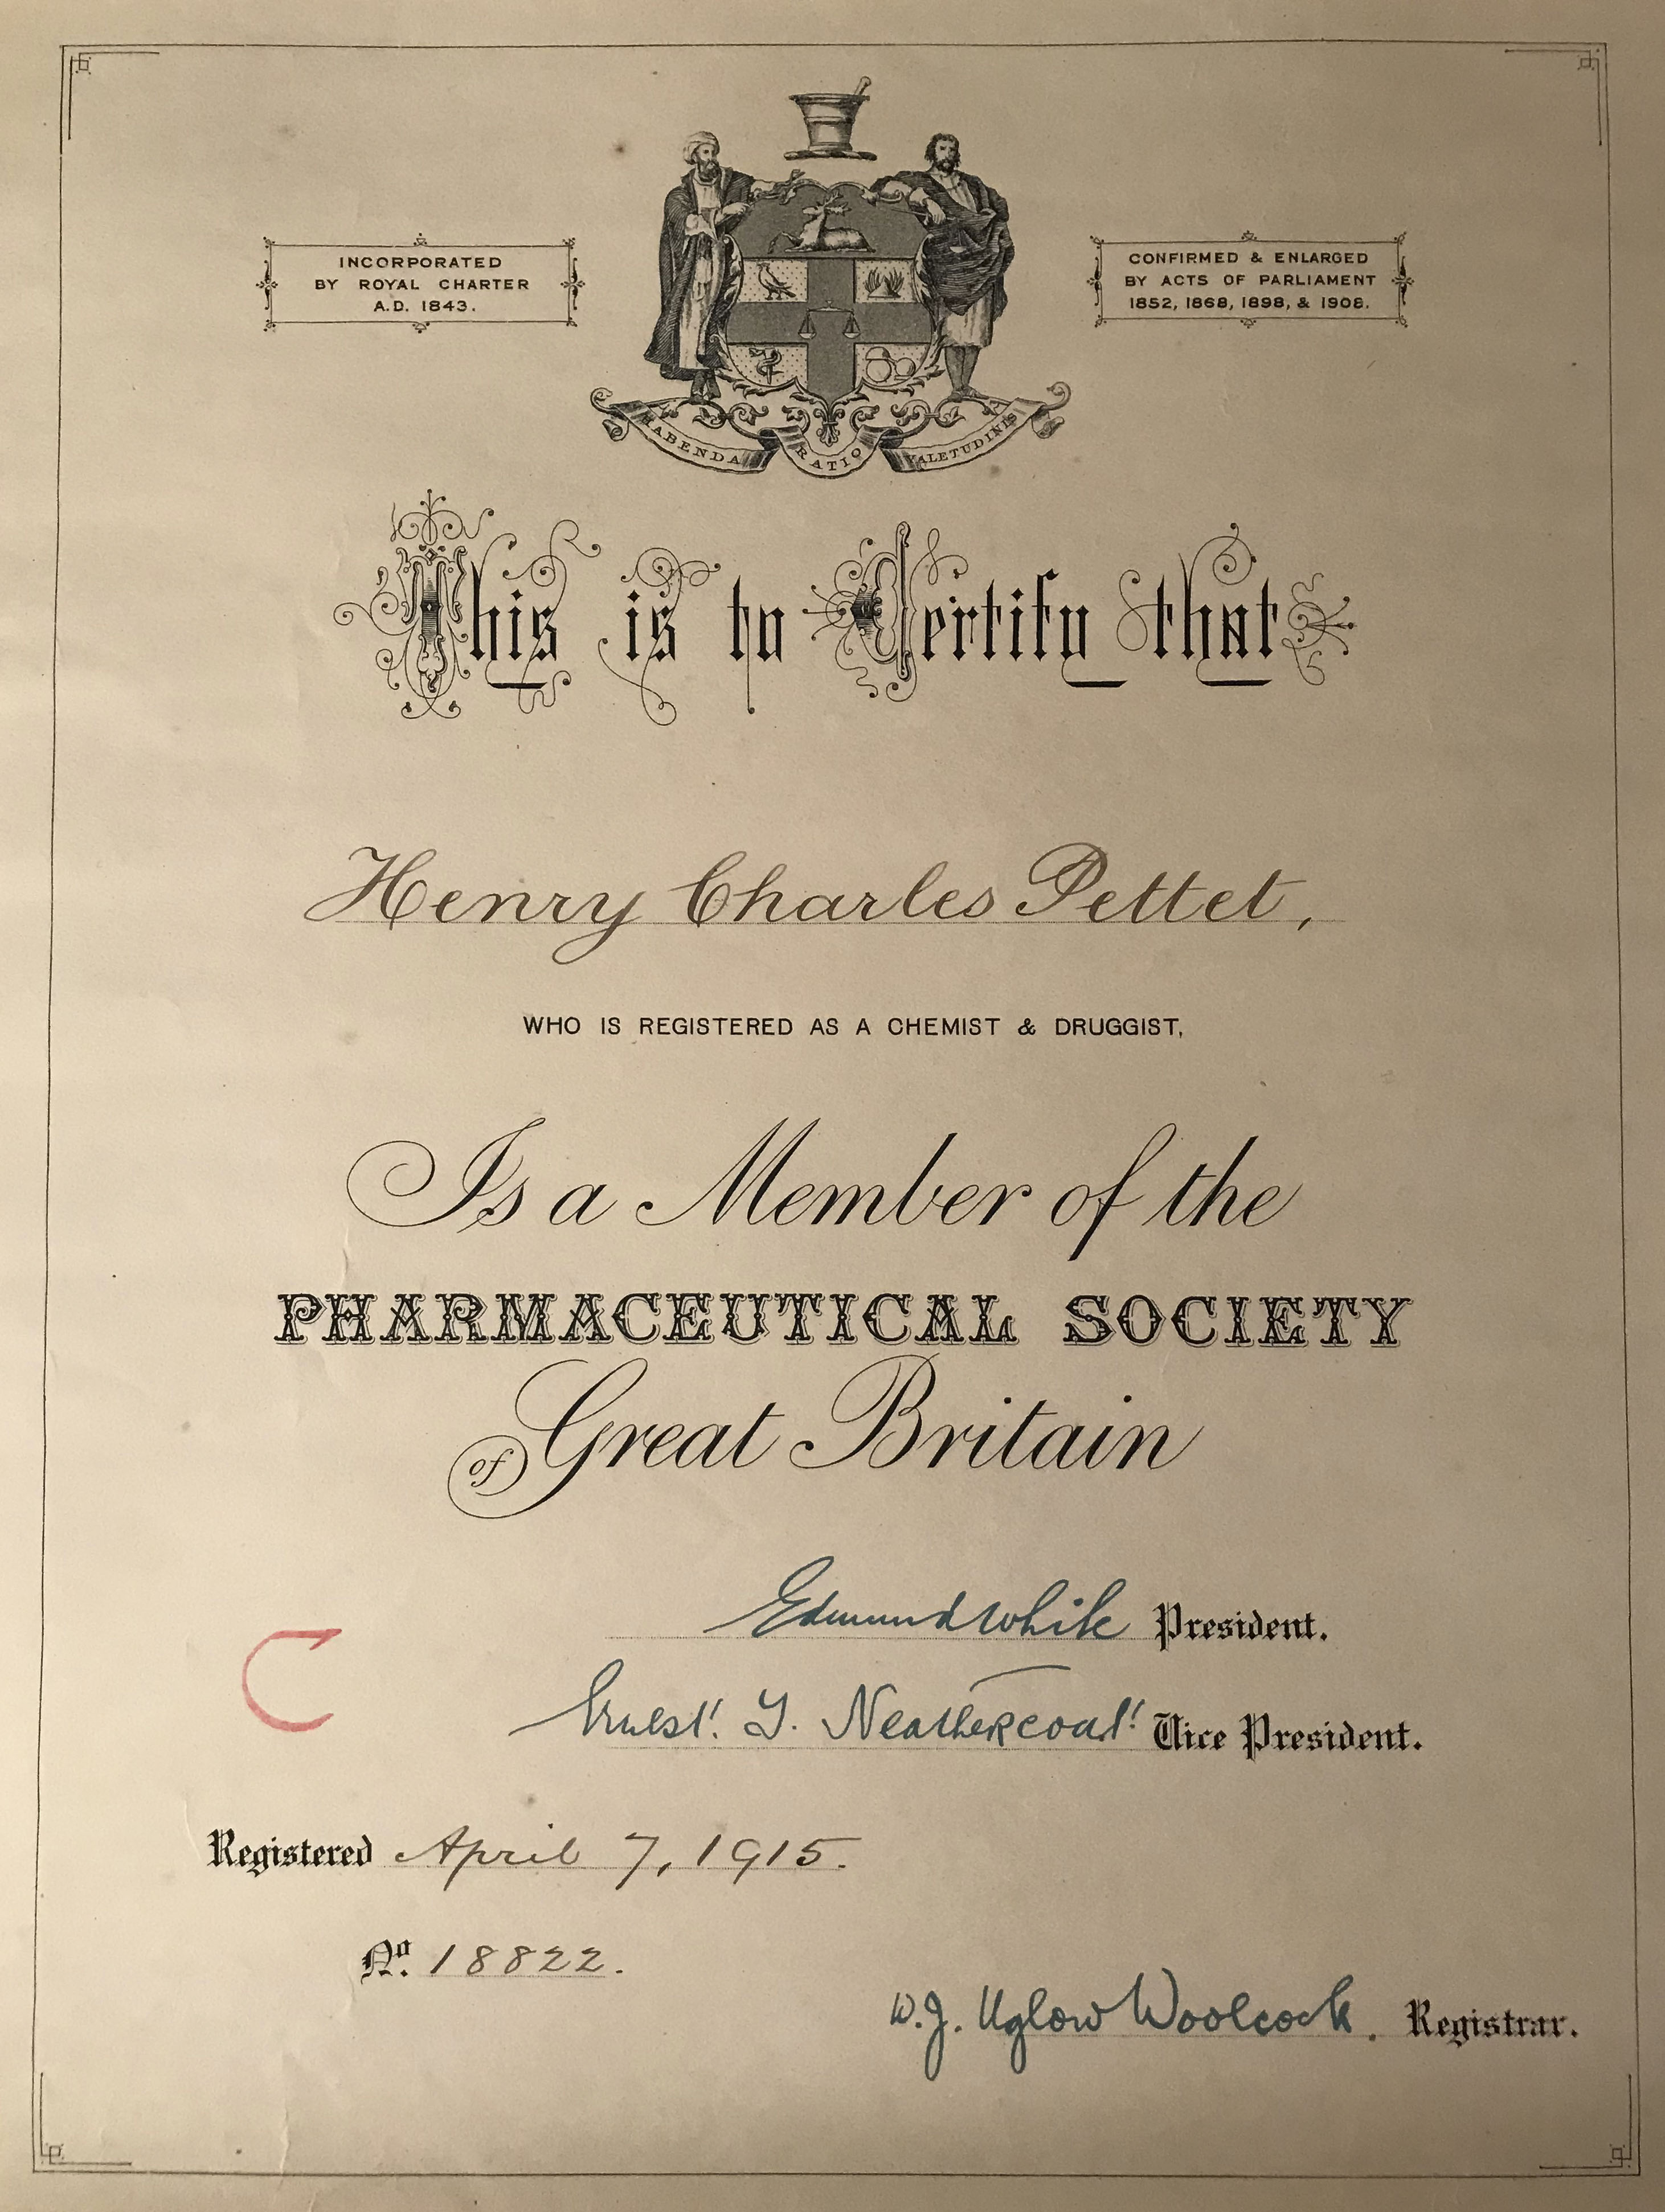 INCORPORATED
BY ROYAL CHARTER
A.D. 1843.
CONFIRMED & ENLARGED
BY ACTS OF PARLIAMENT
1852, 1868, 1898, & 1908.
HABENDA RATIO VALETUDINIS
This is to Certify that
Henry Charles Pettet,
WHO IS REGISTERED AS A CHEMIST & DRUGGIST,
Is a Member of the
PHARMACEUTICAL SOCIETY
of Great Britain
Edmund White President.
C
Ernest T. Neathercoat Vice President.
Registered April 7, 1915.
No. 18822.
W.J. Uglow Woolcock. Registrar.